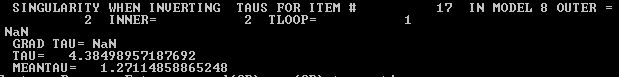 SINGULARITY WHEN INVERTING TAUS FOR ITEM # 17 IN MODEL 8 OUTER =
2 INNER= 2 TLOOP= 1
NaN
GRAD TAU= NaN
TAU= 4.38498957187692
MEANTAU= 1.27114858865248